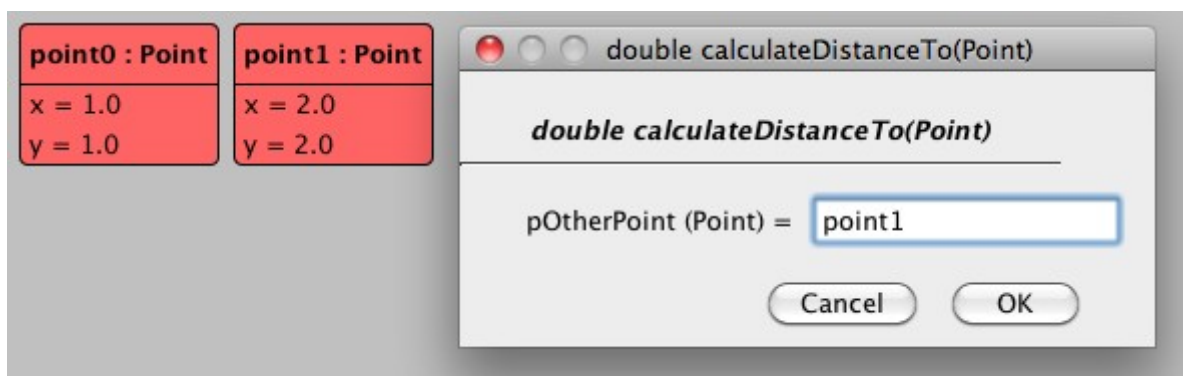 point0 : Point
x = 1.0
y = 1.0
point1 : Point
x = 2.0
y = 2.0
double calculateDistanceTo(Point)
double calculateDistanceTo(Point)
pOtherPoint (Point) = point1
Cancel OK